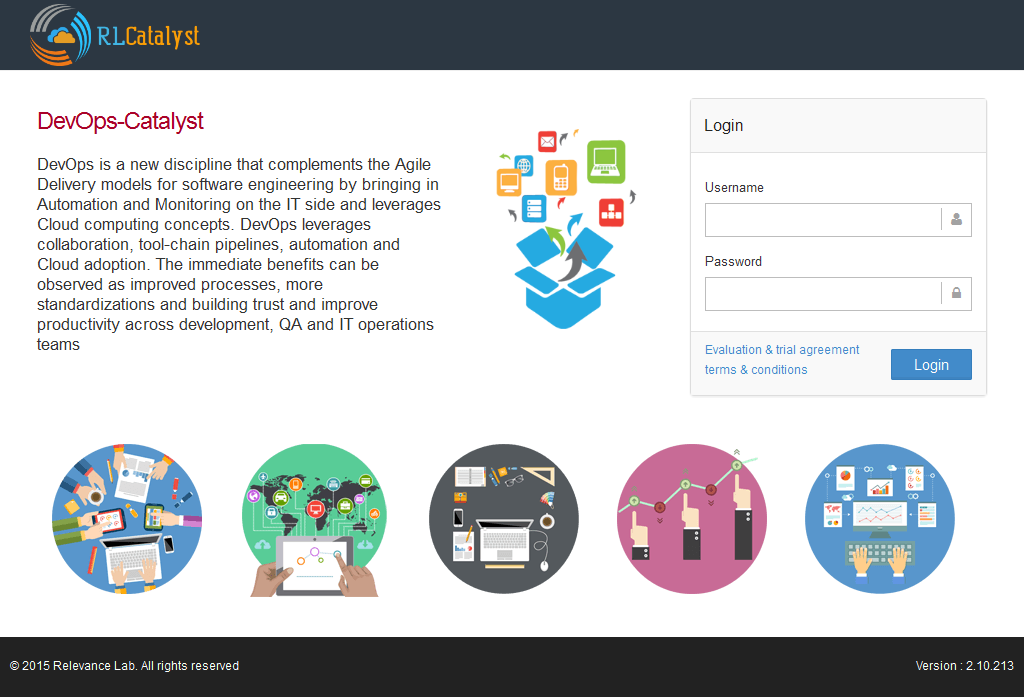 RLCatalyst
DevOps-Catalyst
DevOps is a new discipline that complements the Agile
Delivery models for software engineering by bringing in
Automation and Monitoring on the IT side and leverages
Cloud computing concepts. DevOps leverages
collaboration, tool-chain pipelines, automation and
Cloud adoption. The immediate benefits can be
observed as improved processes, more
standardizations and building trust and improve
productivity across development, QA and IT operations
teams
Login
Username
Password
Evaluation & trial agreement
terms & conditions
Login
© 2015 Relevance Lab. All rights reserved
Version : 2.10.213